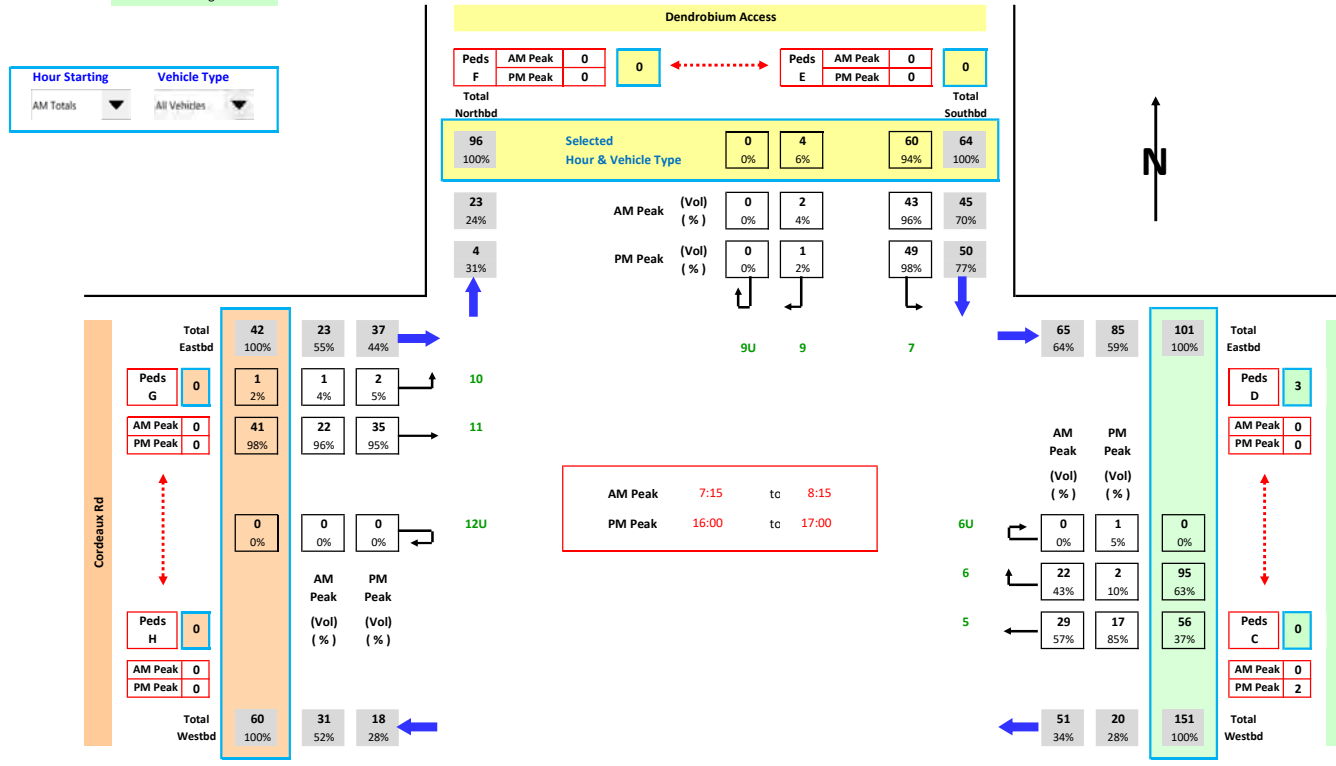 Dendrobium Access
Hour Starting Vehicle Type
AM Totals All Vehicles
Peds AM Peak 0 0 Peds AM Peak 0 0
F PM Peak 0 E PM Peak 0
Total Total
Northbd Southbd
96 Selected 0 4 60 64
100% Hour & Vehicle Type 0% 6% 94% 100%
N
23 AM Peak (Vol) 0 2 43 45
24% ( % ) 0% 4% 96% 70%
4 PM Peak (Vol) 0 1 49 50
31% ( % ) 0% 2% 98% 77%
9U 9 7
Total 42 23 37 65 85 101 Total
Eastbd 100% 55% 44% 64% 59% 100% Eastbd
Peds 0 1 1 2 10 Peds 3
G 2% 4% 5% D
AM Peak 0 41 22 35 11 AM Peak 0
PM Peak 0 98% 96% 95% PM Peak 0
AM PM
Peak Peak
(Vol) (Vol)
( % ) ( % )
AM Peak 7:15 to 8:15
PM Peak 16:00 to 17:00
Cordeaux Rd
0 0 0 12U 6U 0 1 0
0% 0% 0% 0% 5% 0%
AM PM 6 22 2 95
Peak Peak 43% 10% 63%
Peds 0 (Vol) (Vol) 5 29 17 56 Peds 0
H ( % ) ( % ) 57% 85% 37% C
AM Peak 0 AM Peak 0
PM Peak 0 PM Peak 2
Total 60 31 18 51 20 151 Total
Westbd 100% 52% 28% 34% 28% 100% Westbd